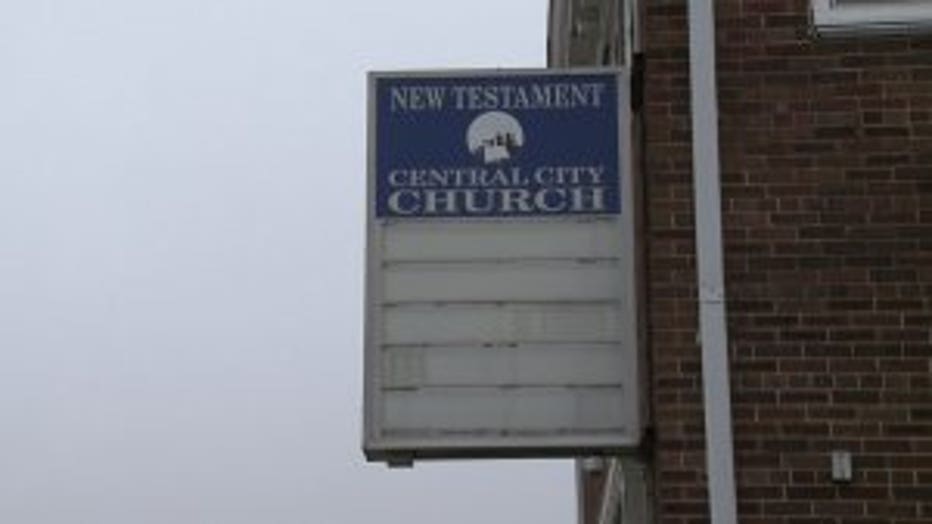 NEW TESTAMENT
CENTRAL CITY
CHURCH